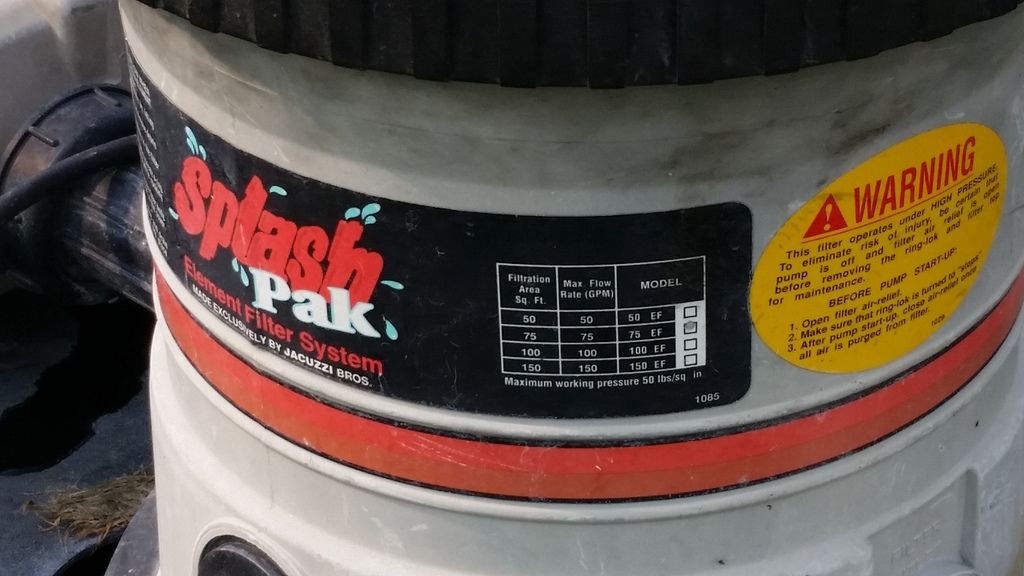 Splash
Pak
Element Filter System
MADE EXCLUSIVELY BY JACUZZI BROS.
Filtration Area Sq. Ft. Max. Flow Rate (GPM) MODEL
50 50 50 EF
75 75 75 EF
100 100 100 EF
150 150 150 EF
Maximum working pressure 50 lbs/sq in
1085
WARNING
This filter operates under HIGH PRESSURE.
To eliminate risk of injury, be certain that
pump is off and filter air relief is open
before removing the ring-lok and filter top
for maintenance.
BEFORE PUMP START-UP:
1. Open filter air-relief.
2. Make sure that ring-lok is turned to "stops"
3. After pump start-up, close air-relief once
all air is purged from filter.
1029